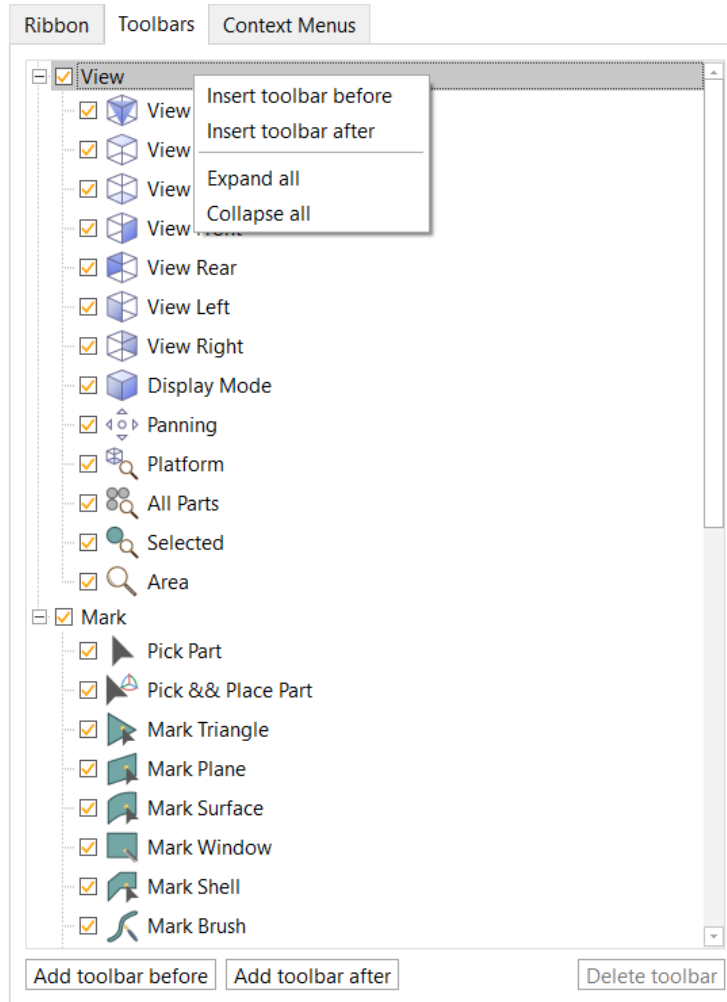 Ribbon Toolbars Context Menus
View
Insert toolbar before
Insert toolbar after
Expand all
Collapse all
View
View
View
View
View Rear
View Left
View Right
Display Mode
Panning
Platform
All Parts
Selected
Area
Mark
Pick Part
Pick && Place Part
Mark Triangle
Mark Plane
Mark Surface
Mark Window
Mark Shell
Mark Brush
Add toolbar before Add toolbar after Delete toolbar